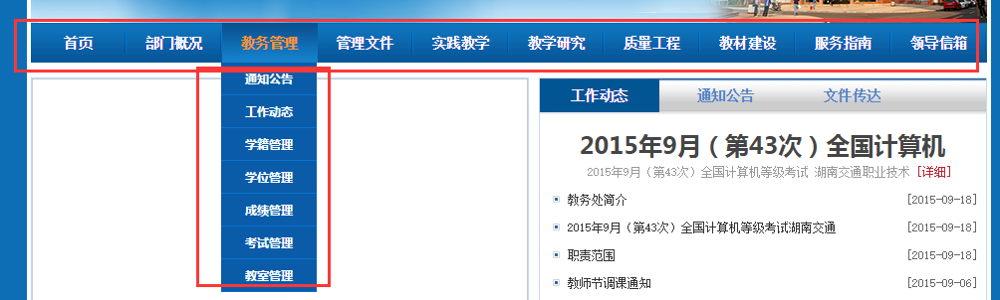 首页 部门概况 教务管理 管理文件 实践教学 教学研究 质量工程 教材建设 服务指南 领导信箱
通知公告
工作动态
学籍管理
学位管理
成绩管理
考试管理
教室管理
工作动态 通知公告 文件传达
2015年9月（第43次）全国计算机
2015年9月（第43次）全国计算机等级考试 湖南交通职业技术 [详细]
教务处简介 [2015-09-18]
2015年9月（第43次）全国计算机等级考试湖南交通 [2015-09-18]
职责范围 [2015-09-18]
教师节调课通知 [2015-09-06]